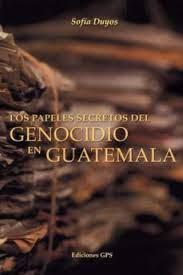 Sofía Duyos
LOS PAPELES SECRETOS DEL
GENOCIDIO
EN GUATEMALA
Ediciones GPS